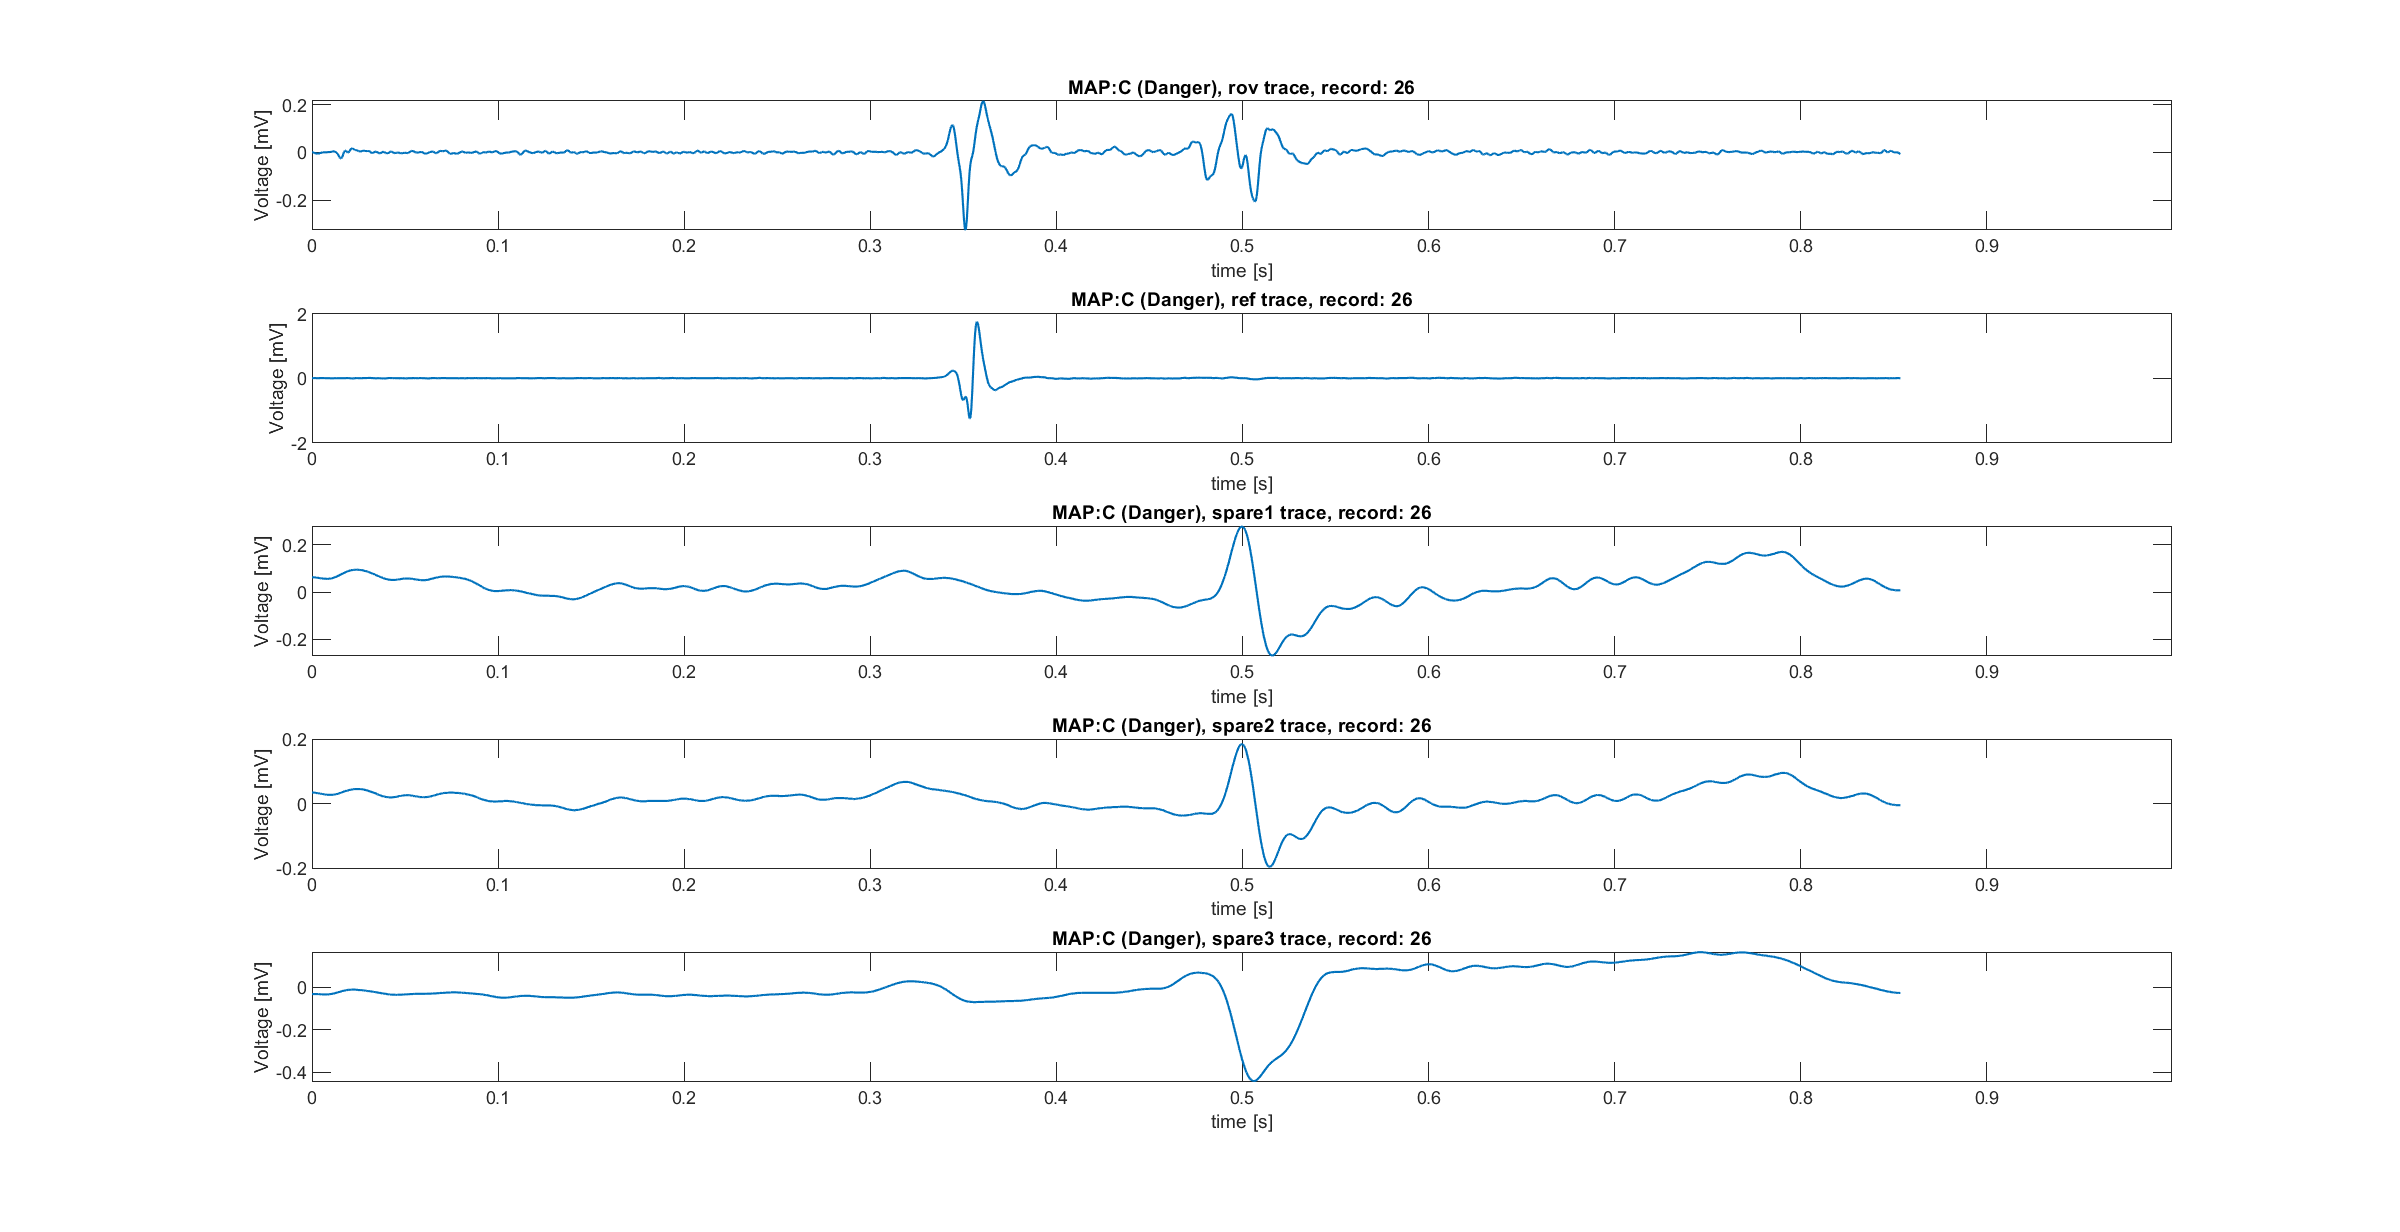 MAP:C (Danger), rov trace, record: 26
Voltage [mV]
0.2
0
-0.2
0 0.1 0.2 0.3 0.4 0.5 0.6 0.7 0.8 0.9
time [s]
MAP:C (Danger), ref trace, record: 26
Voltage [mV]
2
0
-2
0 0.1 0.2 0.3 0.4 0.5 0.6 0.7 0.8 0.9
time [s]
MAP:C (Danger), spare1 trace, record: 26
Voltage [mV]
0.2
0
-0.2
0 0.1 0.2 0.3 0.4 0.5 0.6 0.7 0.8 0.9
time [s]
MAP:C (Danger), spare2 trace, record: 26
Voltage [mV]
0.2
0
-0.2
0 0.1 0.2 0.3 0.4 0.5 0.6 0.7 0.8 0.9
time [s]
MAP:C (Danger), spare3 trace, record: 26
Voltage [mV]
0
-0.2
-0.4
0 0.1 0.2 0.3 0.4 0.5 0.6 0.7 0.8 0.9
time [s]